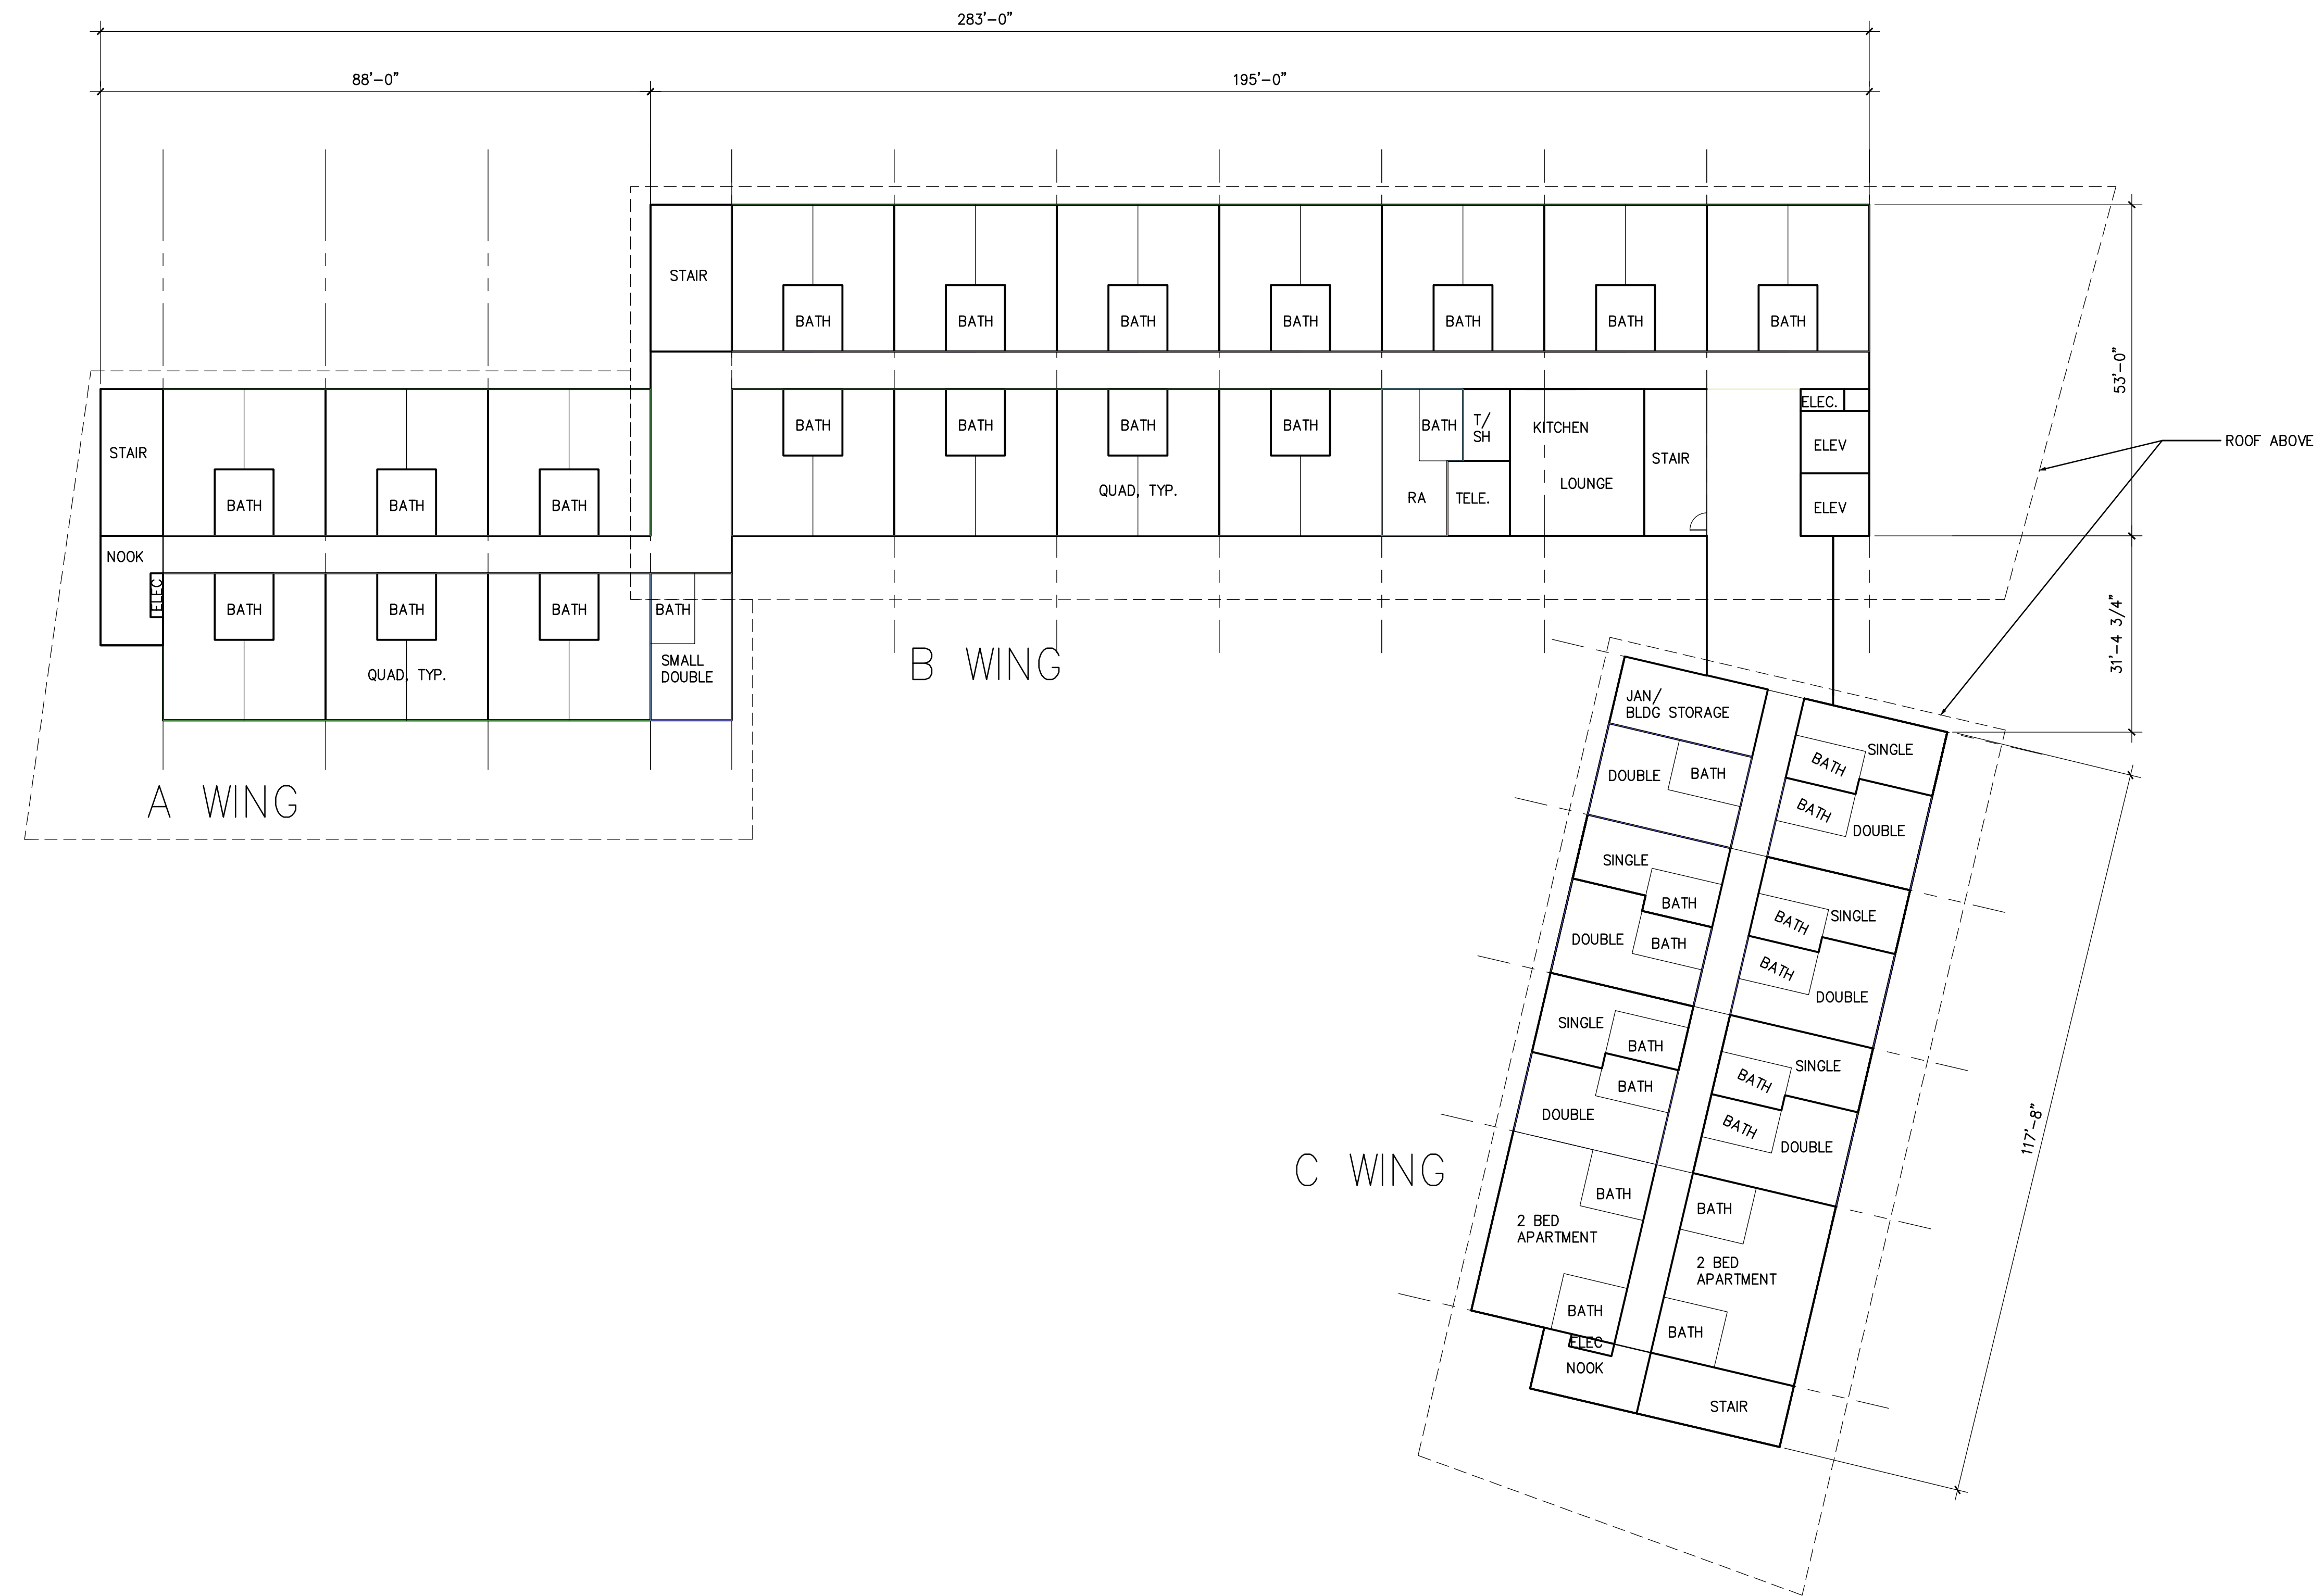 283'-0"
88'-0"
195'-0"
STAIR
BATH
BATH
BATH
BATH
BATH
BATH
BATH
53'-0"
STAIR
BATH
BATH
BATH
BATH
BATH
BATH
BATH
BATH
T/
SH
KITCHEN
ELEC.
ELEV
ROOF ABOVE
QUAD, TYP.
RA
TELE.
LOUNGE
STAIR
ELEV
NOOK
ELEC
BATH
BATH
BATH
BATH
QUAD, TYP.
SMALL
DOUBLE
31'-4 3/4"
A WING
B WING
JAN/
BLDG STORAGE
SINGLE
BATH
DOUBLE
BATH
BATH
DOUBLE
SINGLE
BATH
SINGLE
BATH
DOUBLE
BATH
BATH
DOUBLE
SINGLE
BATH
SINGLE
BATH
BATH
DOUBLE
BATH
DOUBLE
117'-8"
C WING
BATH
BATH
2 BED
APARTMENT
2 BED
APARTMENT
BATH
BATH
ELEC
NOOK
STAIR